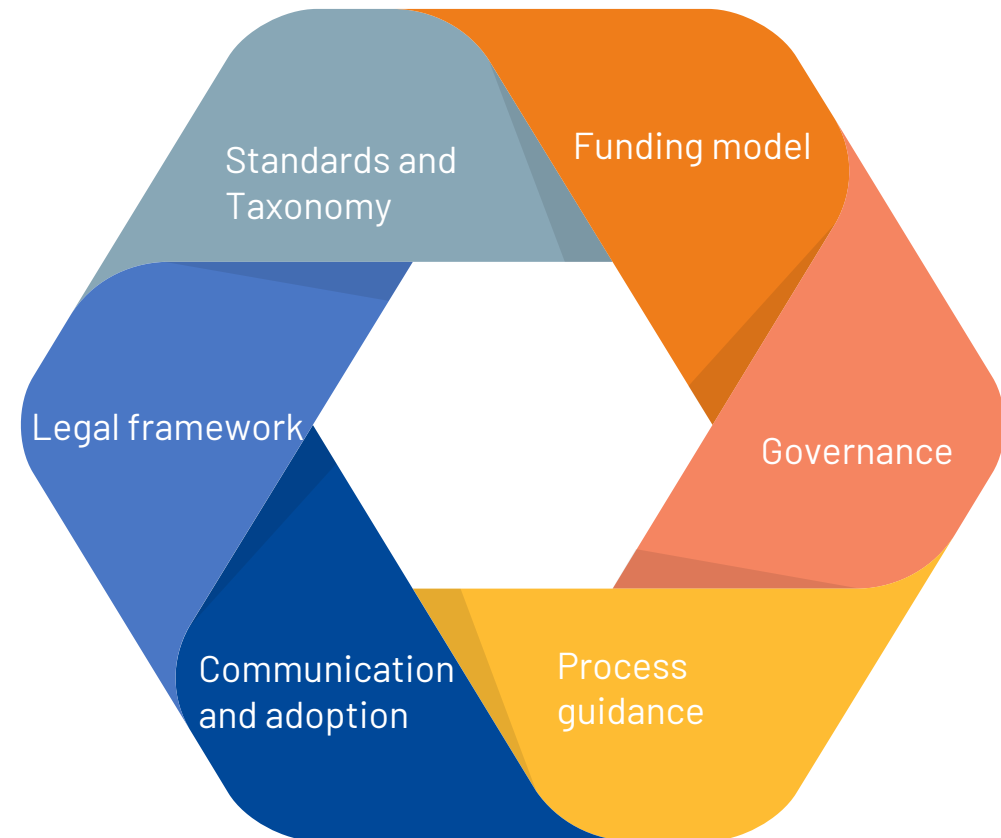 Standards and
Taxonomy
Funding model
Legal framework
Governance
Communication
and adoption
Process
guidance